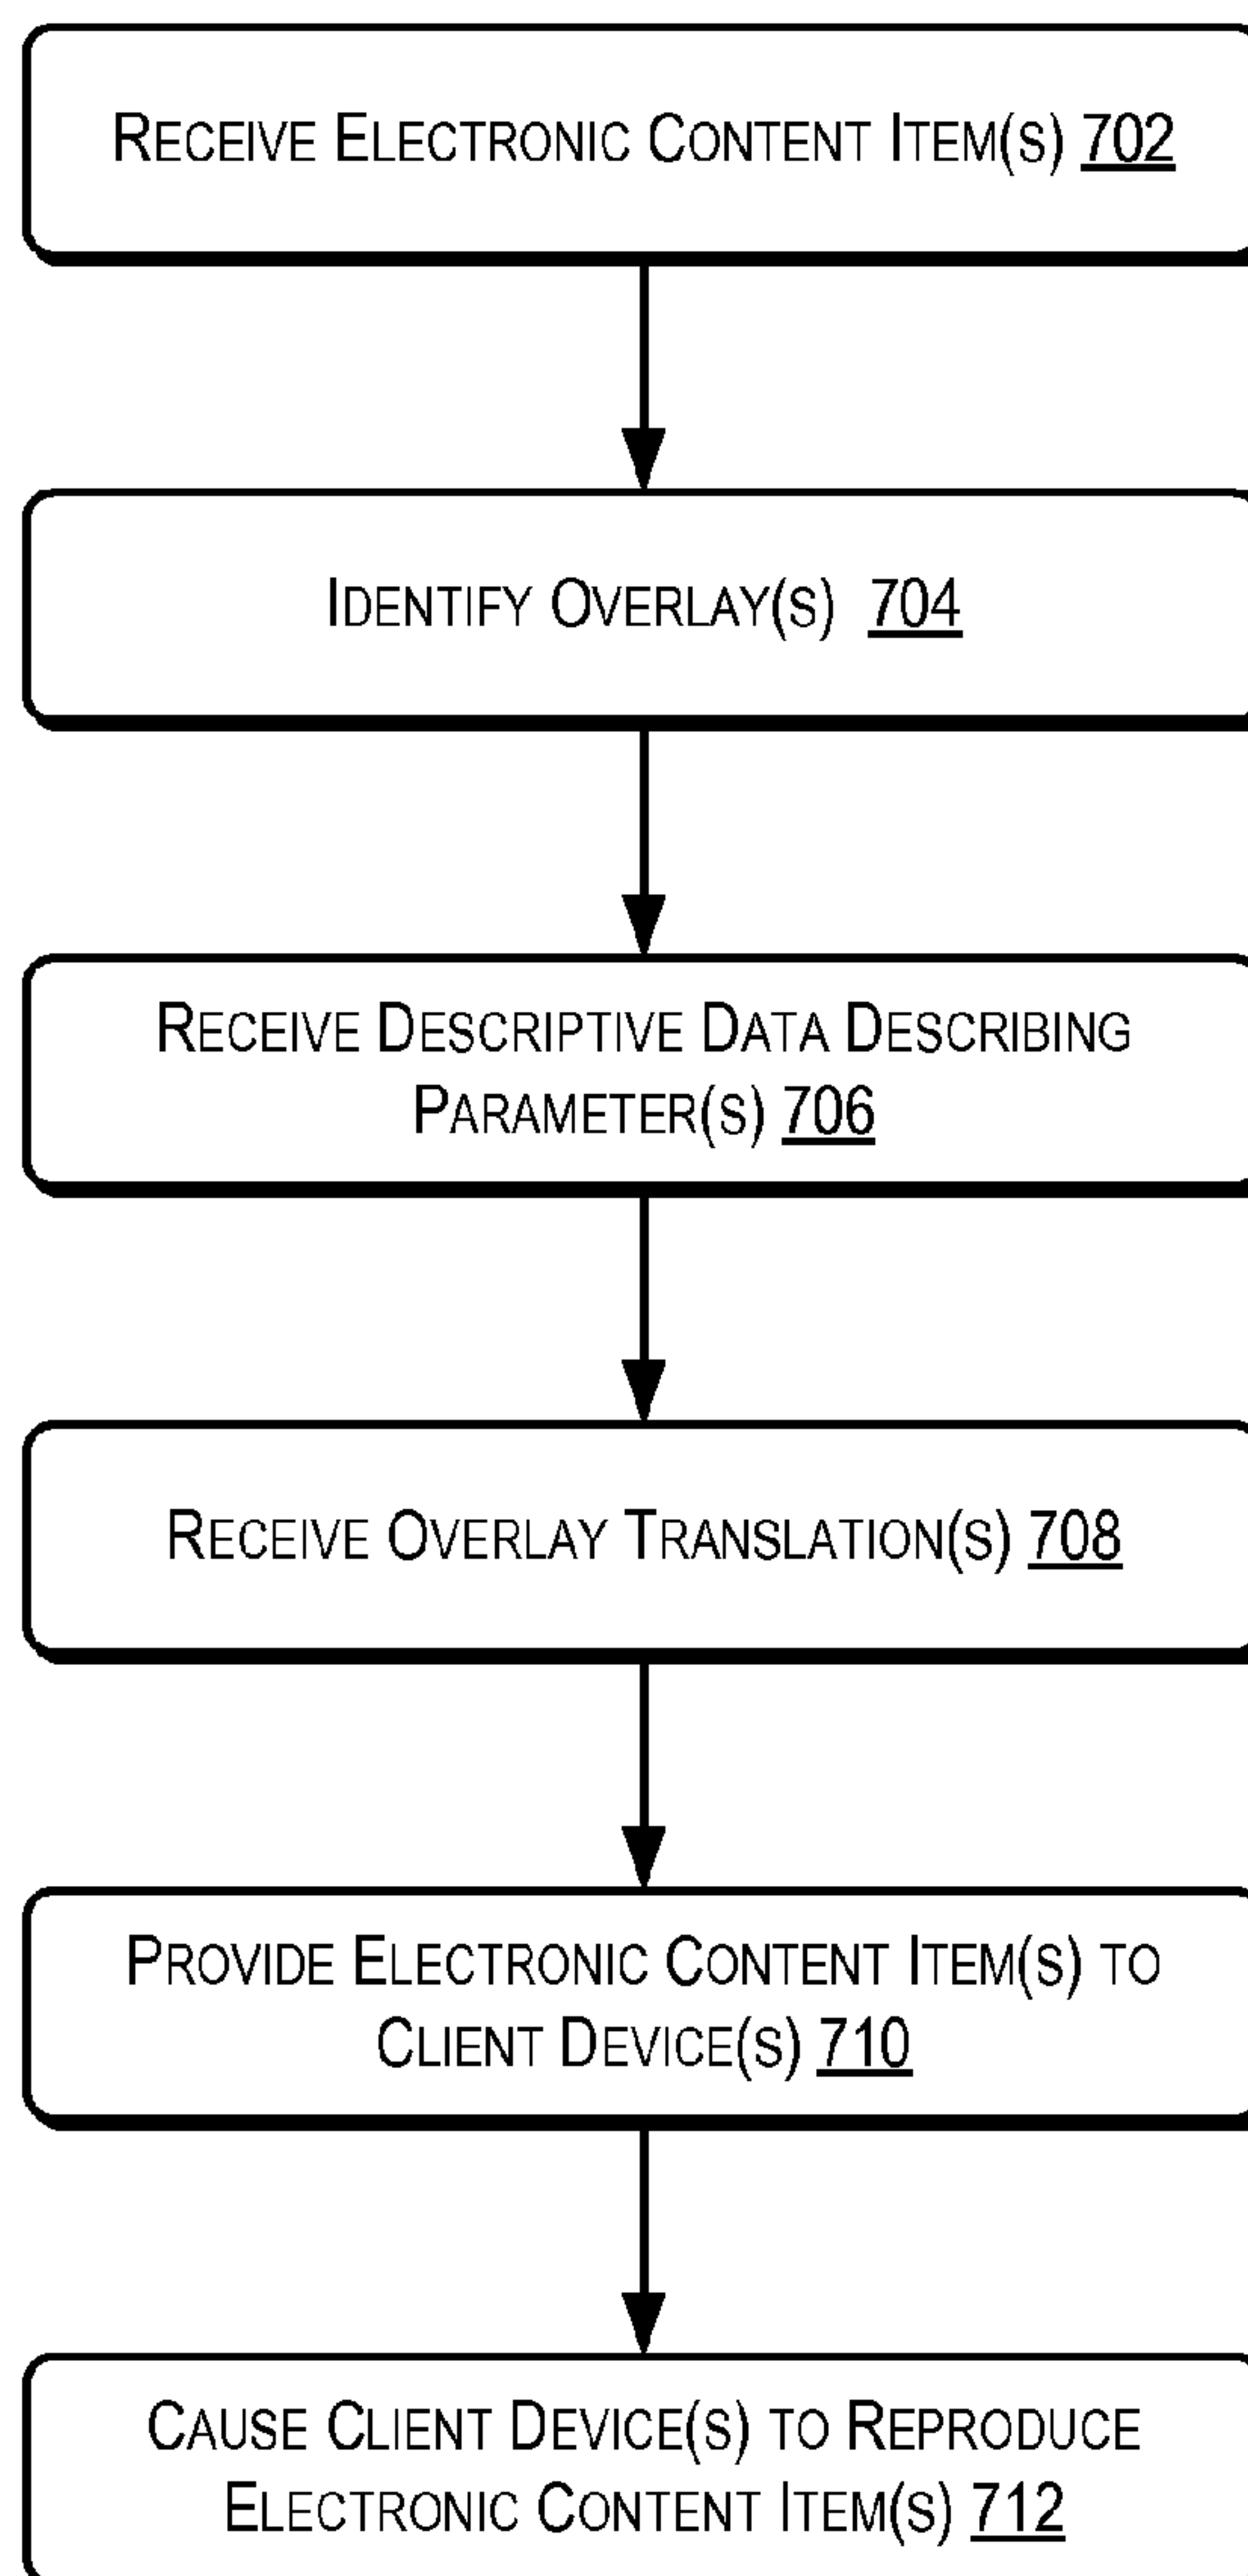 RECEIVE ELECTRONIC CONTENT ITEM(S) 702
IDENTIFY OVERLAY(S) 704
RECEIVE DESCRIPTIVE DATA DESCRIBING
PARAMETER(S) 706
RECEIVE OVERLAY TRANSLATION(S) 708
PROVIDE ELECTRONIC CONTENT ITEM(S) TO
CLIENT DEVICE(S) 710
CAUSE CLIENT DEVICE(S) TO REPRODUCE
ELECTRONIC CONTENT ITEM(S) 712